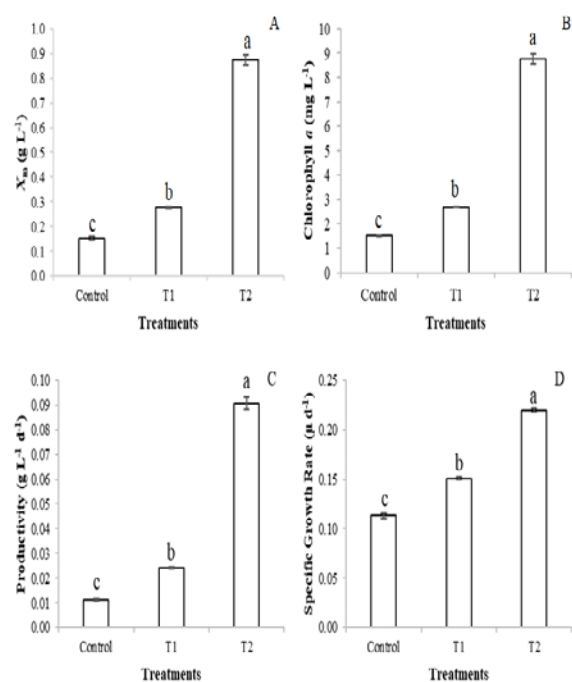 A
1.0
0.9
0.8
0.7
0.6
0.5
0.4
0.3
0.2
0.1
0.0
Xm (g L-1)
c
b
a
Control T1 T2
Treatments
B
10
9
8
7
6
5
4
3
2
1
0
Chlorophyll a (mg L-1)
c
b
a
Control T1 T2
Treatments
C
0.10
0.09
0.08
0.07
0.06
0.05
0.04
0.03
0.02
0.01
0.00
Productivity (g L-1 d-1)
c
b
a
Control T1 T2
Treatments
D
0.25
0.20
0.15
0.10
0.05
0.00
Specific Growth Rate (μ d-1)
c
b
a
Control T1 T2
Treatments